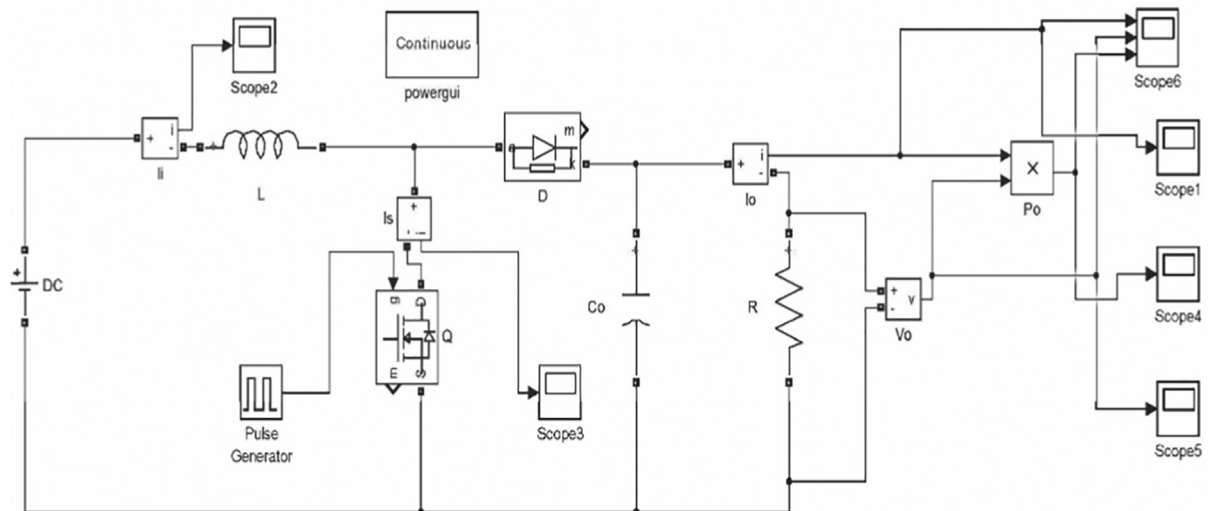 Scope2
Continuous
powergui
Scope6
i
+
-
Ii
L
m
a
k
D
+
i
-
Io
X
Po
Scope1
Is
+
-
i
+
DC
g
D
Q
m
S
Co
R
+
-
v
Vo
Scope4
Pulse
Generator
Scope3
Scope5